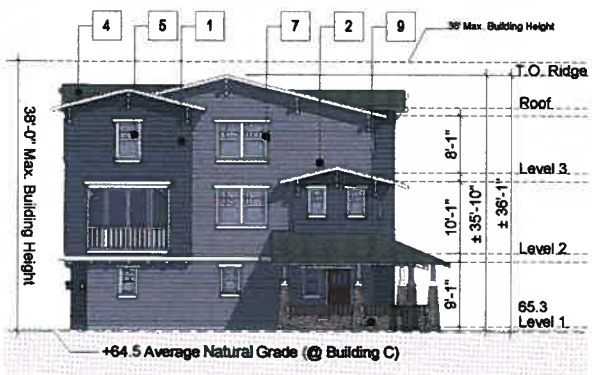 4 5 1 7 2 9
38' Max. Building Height
T.O. Ridge
Roof
8'-1"
Level 3
38'-0" Max. Building Height
10'-1"
± 35'-10"
± 36'-1"
Level 2
9'-1"
65.3
Level 1
+64.5 Average Natural Grade (@ Building C)